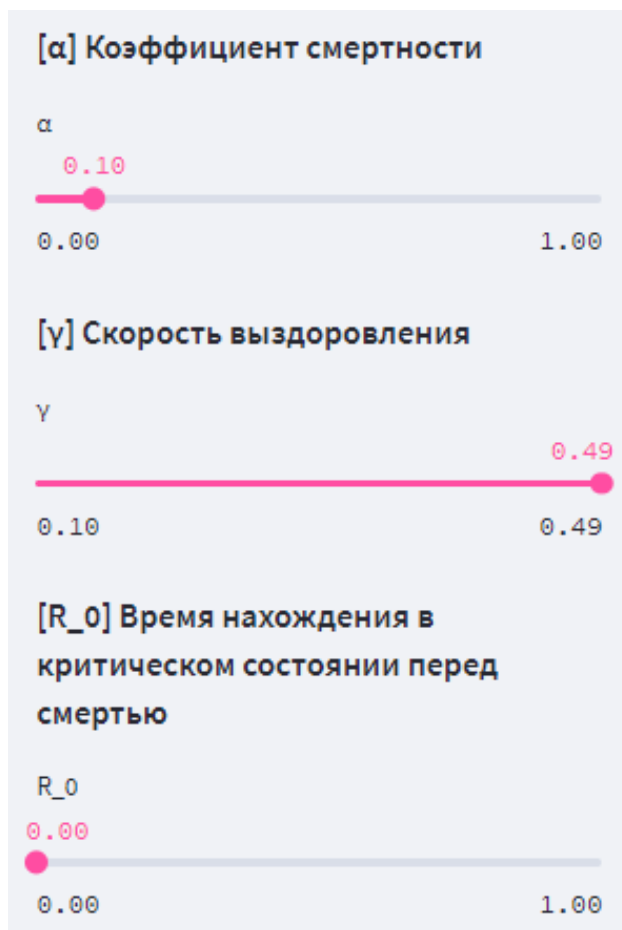 [α] Коэффициент смертности
α
0.10
0.00 1.00
[γ] Скорость выздоровления
γ
0.49
0.10 0.49
[R_0] Время нахождения в
критическом состоянии перед
смертью
R_0
0.00
0.00 1.00